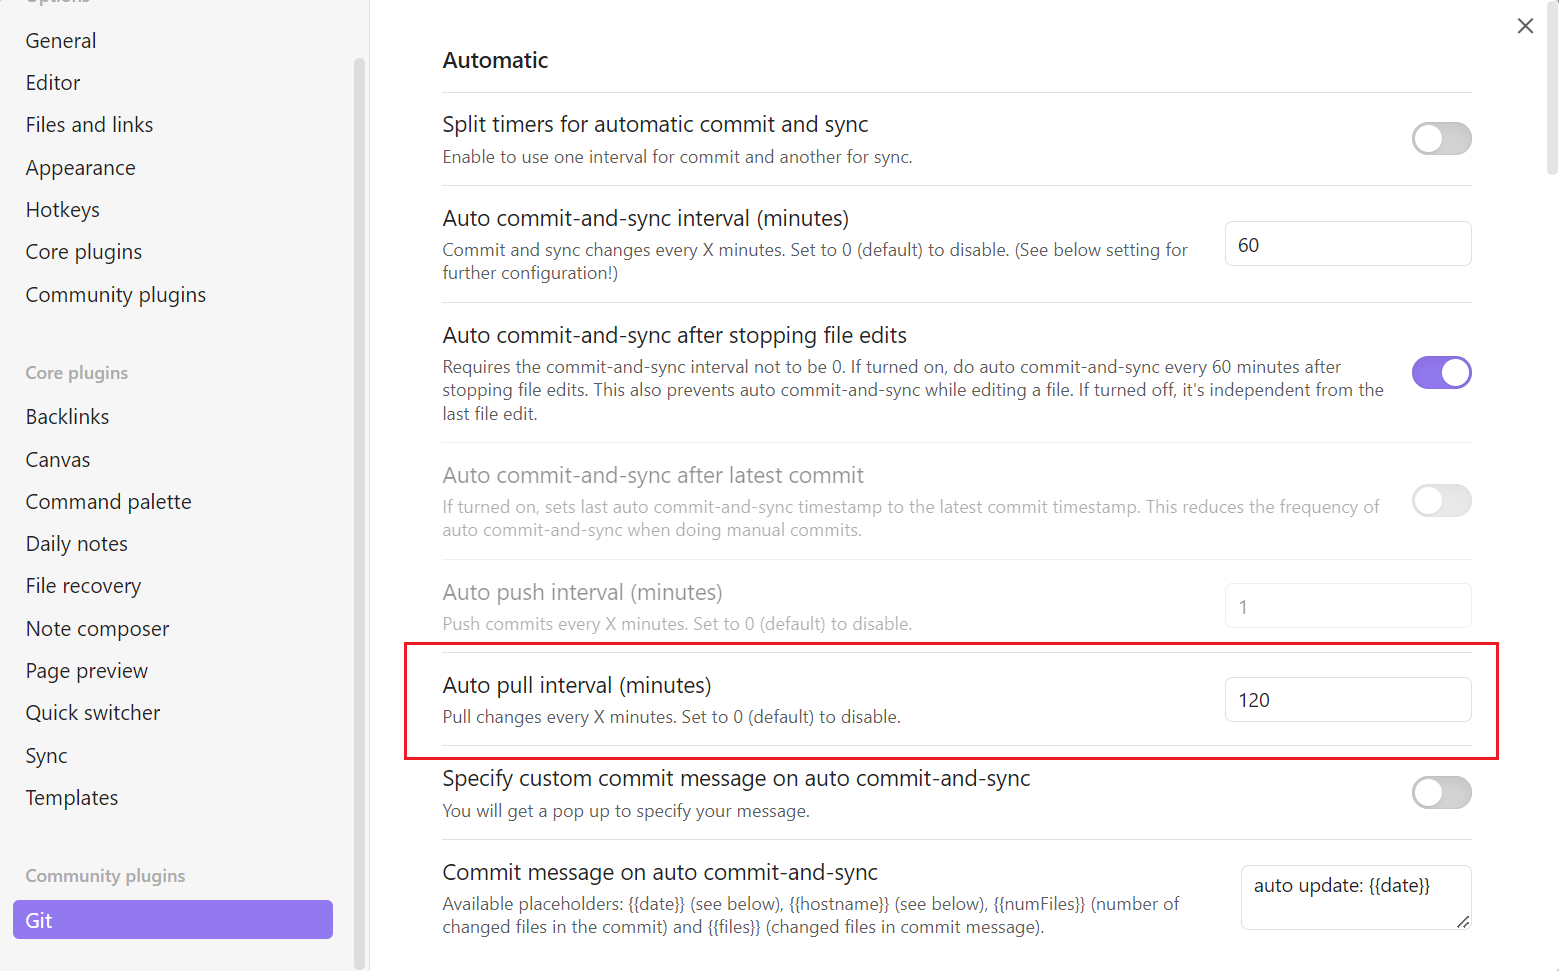 Options
General
Editor
Files and links
Appearance
Hotkeys
Core plugins
Community plugins
Core plugins
Backlinks
Canvas
Command palette
Daily notes
File recovery
Note composer
Page preview
Quick switcher
Sync
Templates
Community plugins
Git
Automatic
Split timers for automatic commit and sync
Enable to use one interval for commit and another for sync.
Auto commit-and-sync interval (minutes)
Commit and sync changes every X minutes. Set to 0 (default) to disable. (See below setting for
further configuration!)
60
Auto commit-and-sync after stopping file edits
Requires the commit-and-sync interval not to be 0. If turned on, do auto commit-and-sync every 60 minutes after
stopping file edits. This also prevents auto commit-and-sync while editing a file. If turned off, it's independent from the
last file edit.
Auto commit-and-sync after latest commit
If turned on, sets last auto commit-and-sync timestamp to the latest commit timestamp. This reduces the frequency of
auto commit-and-sync when doing manual commits.
Auto push interval (minutes)
Push commits every X minutes. Set to 0 (default) to disable.
1
Auto pull interval (minutes)
Pull changes every X minutes. Set to 0 (default) to disable.
120
Specify custom commit message on auto commit-and-sync
You will get a pop up to specify your message.
Commit message on auto commit-and-sync
Available placeholders: {{date}} (see below), {{hostname}} (see below), {{numFiles}} (number of
changed files in the commit) and {{files}} (changed files in commit message).
auto update: {{date}}